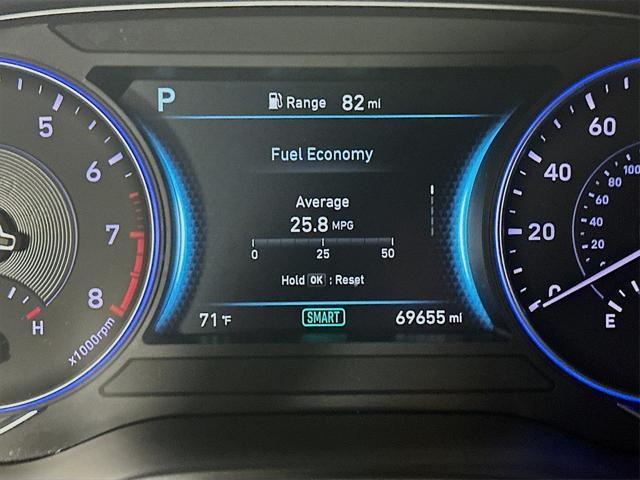 P
Range 82 mi
Fuel Economy
Average
25.8 MPG
0 25 50
Hold OK : Reset
71 °F SMART 69655 mi
5
6
7
8
x1000rpm
H
60
40
20
0
100
80
60
40
20
E